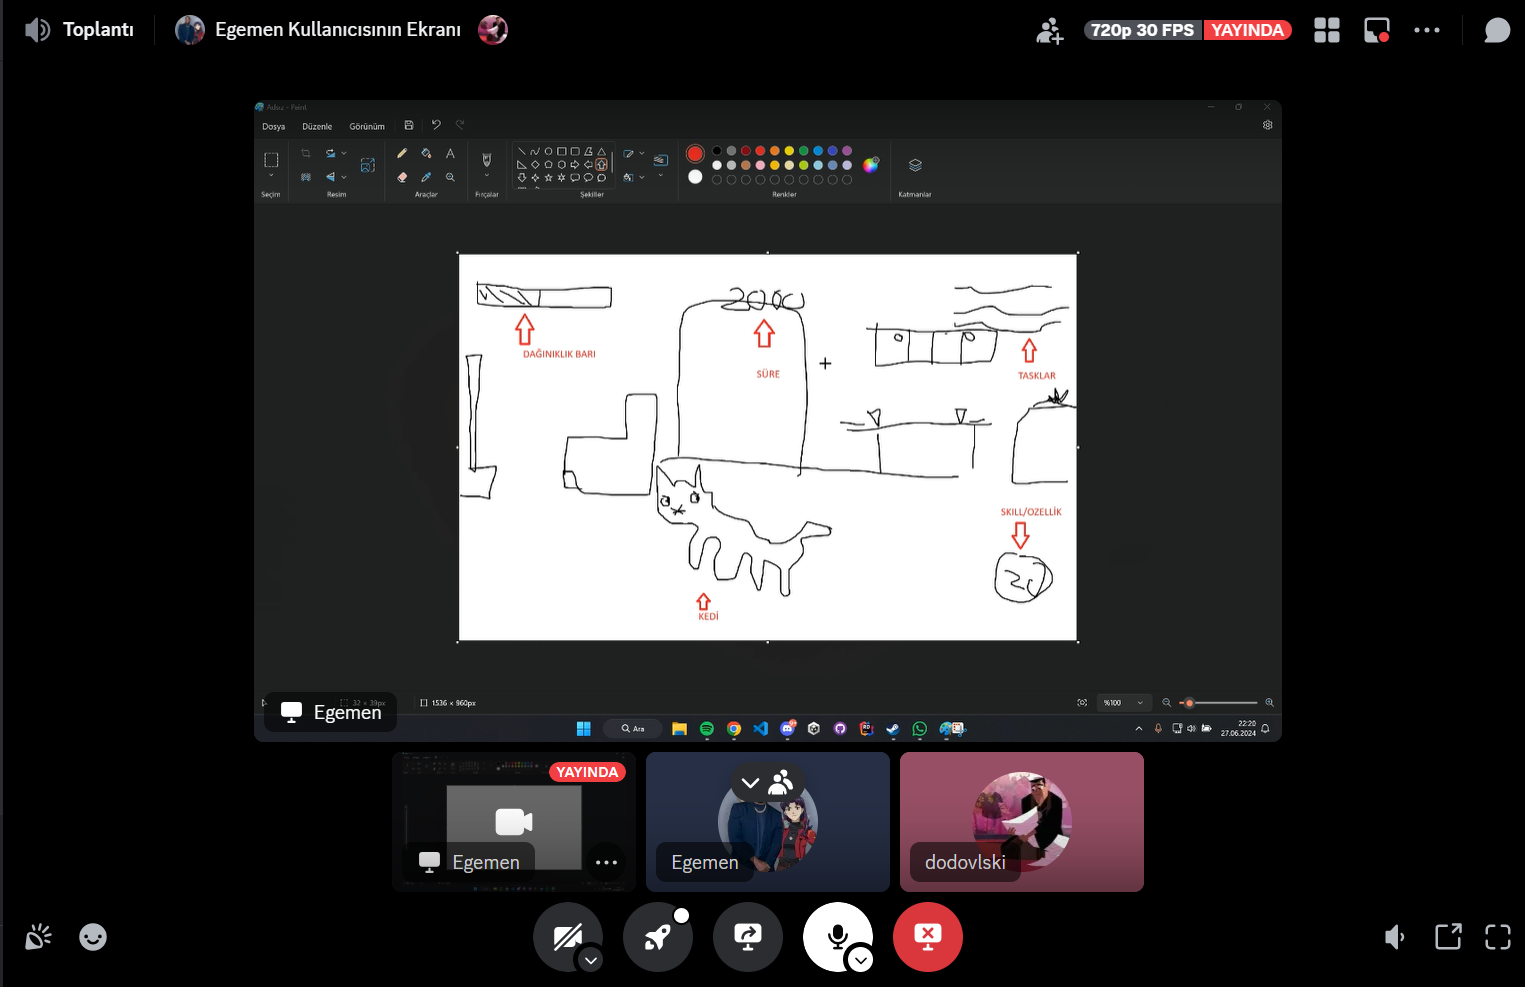 Toplantı
Egemen Kullanıcısının Ekranı
720p 30 FPS YAYINDA
Adsız - Paint
Dosya Düzenle Görünüm
Seçim Resim Araçlar Fırçalar Şekiller Renkler Katmanlar
DAĞINIKLIK BARI
SÜRE
TASKLAR
SKILL/OZELLİK
KEDİ
32 × 39px
1536 × 960px
%100
Egemen
Ara
22:20
27.06.2024
YAYINDA
Egemen
Egemen
dodovlski